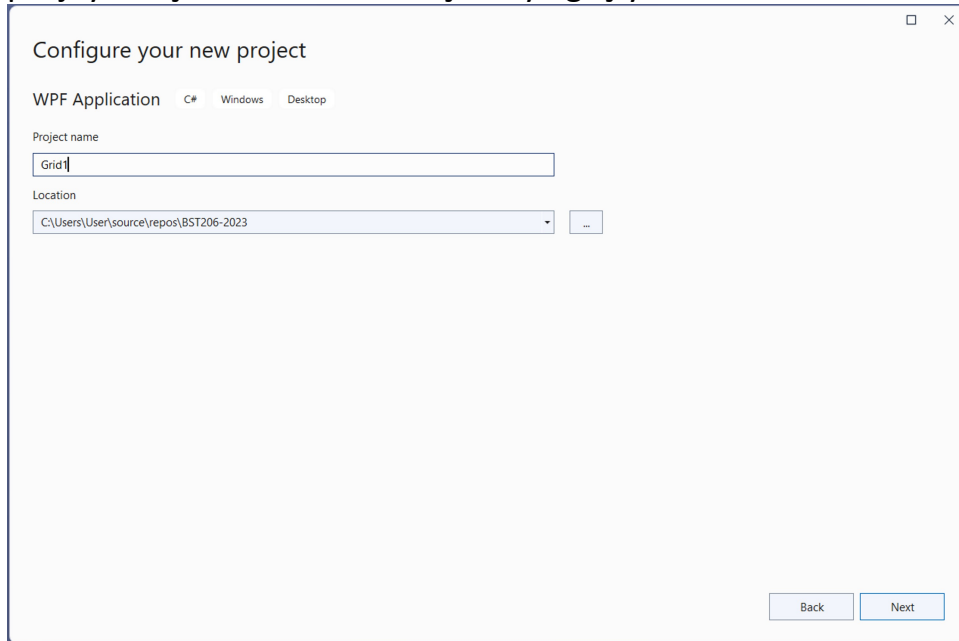 Configure your new project
WPF Application C# Windows Desktop
Project name
Grid1
Location
C:\Users\User\source\repos\BST206-2023
...
Back Next